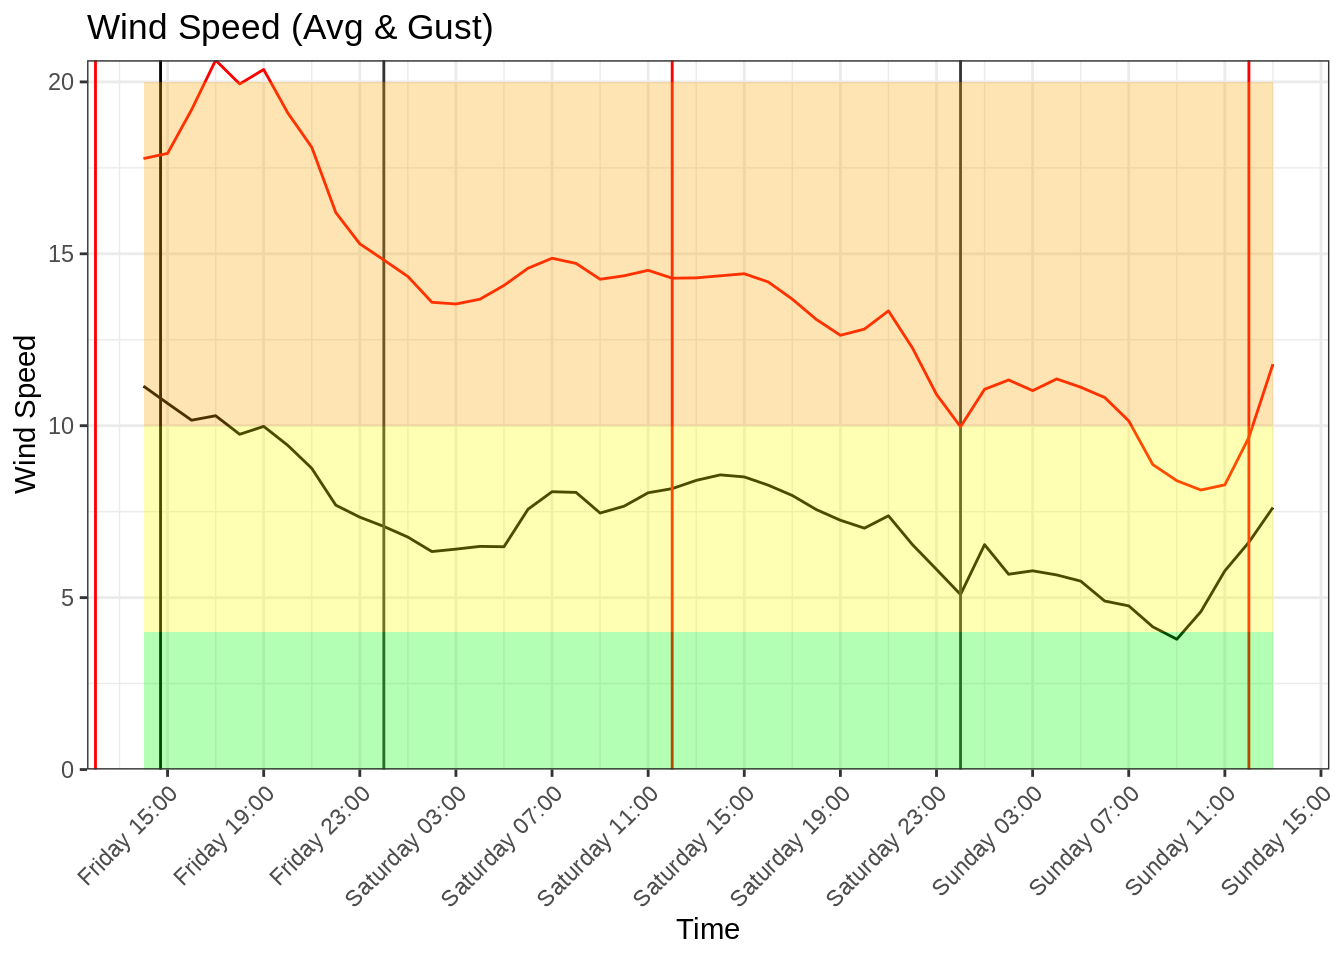 Wind Speed (Avg & Gust)
20
15
10
5
0
Wind Speed
Friday 15:00
Friday 19:00
Friday 23:00
Saturday 03:00
Saturday 07:00
Saturday 11:00
Saturday 15:00
Saturday 19:00
Saturday 23:00
Sunday 03:00
Sunday 07:00
Sunday 11:00
Sunday 15:00
Time